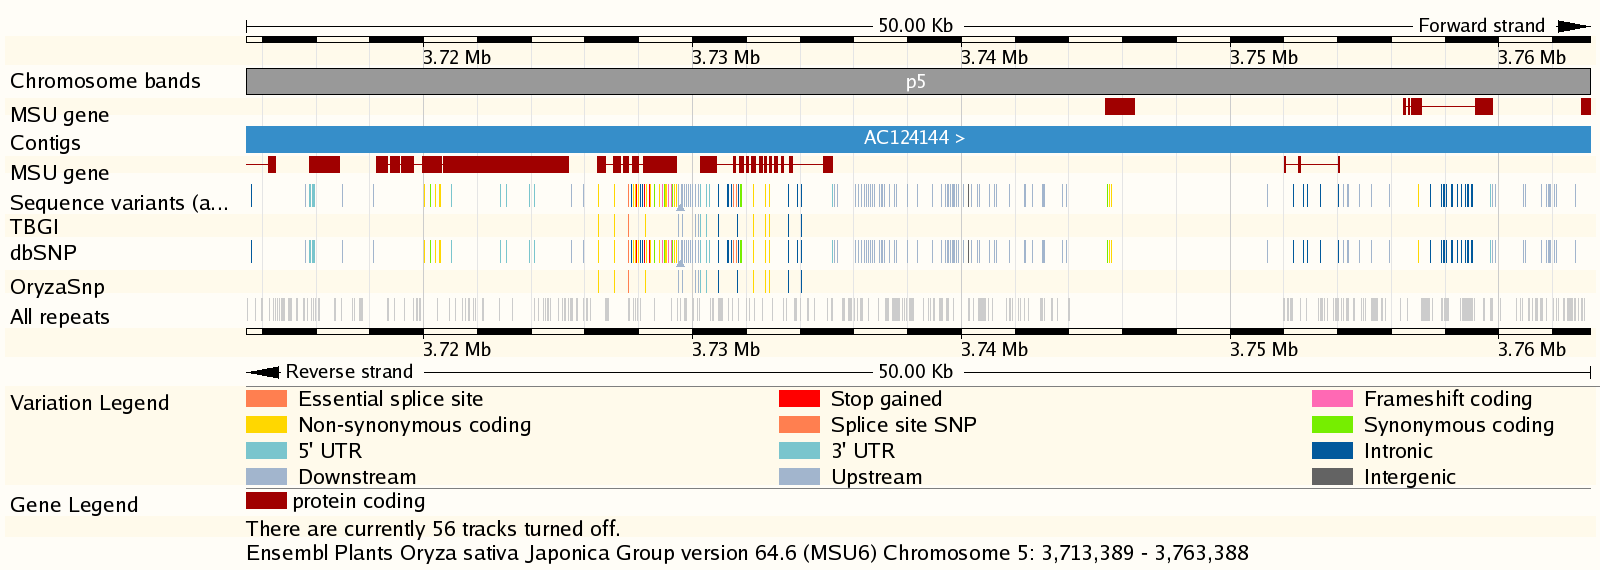 50.00 Kb Forward strand
3.72 Mb 3.73 Mb 3.74 Mb 3.75 Mb 3.76 Mb
Chromosome bands p5
MSU gene
Contigs AC124144 >
MSU gene
Sequence variants (a...
TBGI
dbSNP
OryzaSnp
All repeats
3.72 Mb 3.73 Mb 3.74 Mb 3.75 Mb 3.76 Mb
Reverse strand 50.00 Kb
Variation Legend Essential splice site Stop gained Frameshift coding
Non-synonymous coding Splice site SNP Synonymous coding
5' UTR 3' UTR Intronic
Downstream Upstream Intergenic
Gene Legend protein coding
There are currently 56 tracks turned off.
Ensembl Plants Oryza sativa Japonica Group version 64.6 (MSU6) Chromosome 5: 3,713,389 - 3,763,388